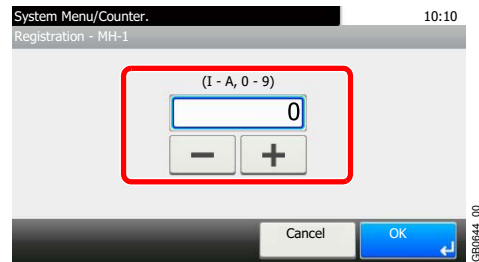 System Menu/Counter. 10:10
Registration - MH-1
(I - A, 0 - 9)
0
− +
Cancel OK
GB0644_00